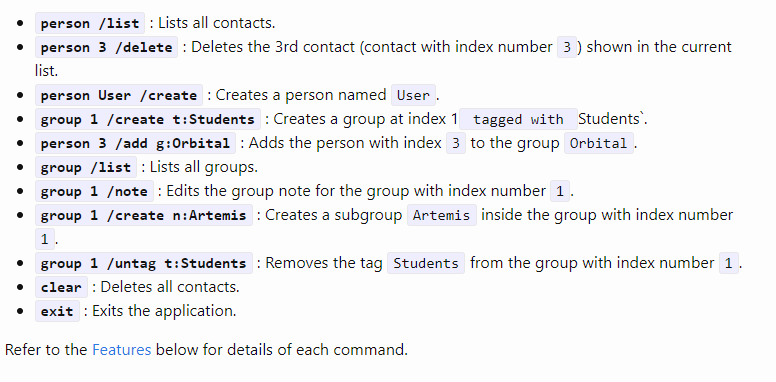 • person /list : Lists all contacts.
• person 3 /delete : Deletes the 3rd contact (contact with index number 3 ) shown in the current
list.
• person User /create : Creates a person named User .
• group 1 /create t:Students : Creates a group at index 1 tagged with Students`.
• person 3 /add g:Orbital : Adds the person with index 3 to the group Orbital .
• group /list : Lists all groups.
• group 1 /note : Edits the group note for the group with index number 1 .
• group 1 /create n:Artemis : Creates a subgroup Artemis inside the group with index number
1 .
• group 1 /untag t:Students : Removes the tag Students from the group with index number 1 .
• clear : Deletes all contacts.
• exit : Exits the application.
Refer to the Features below for details of each command.